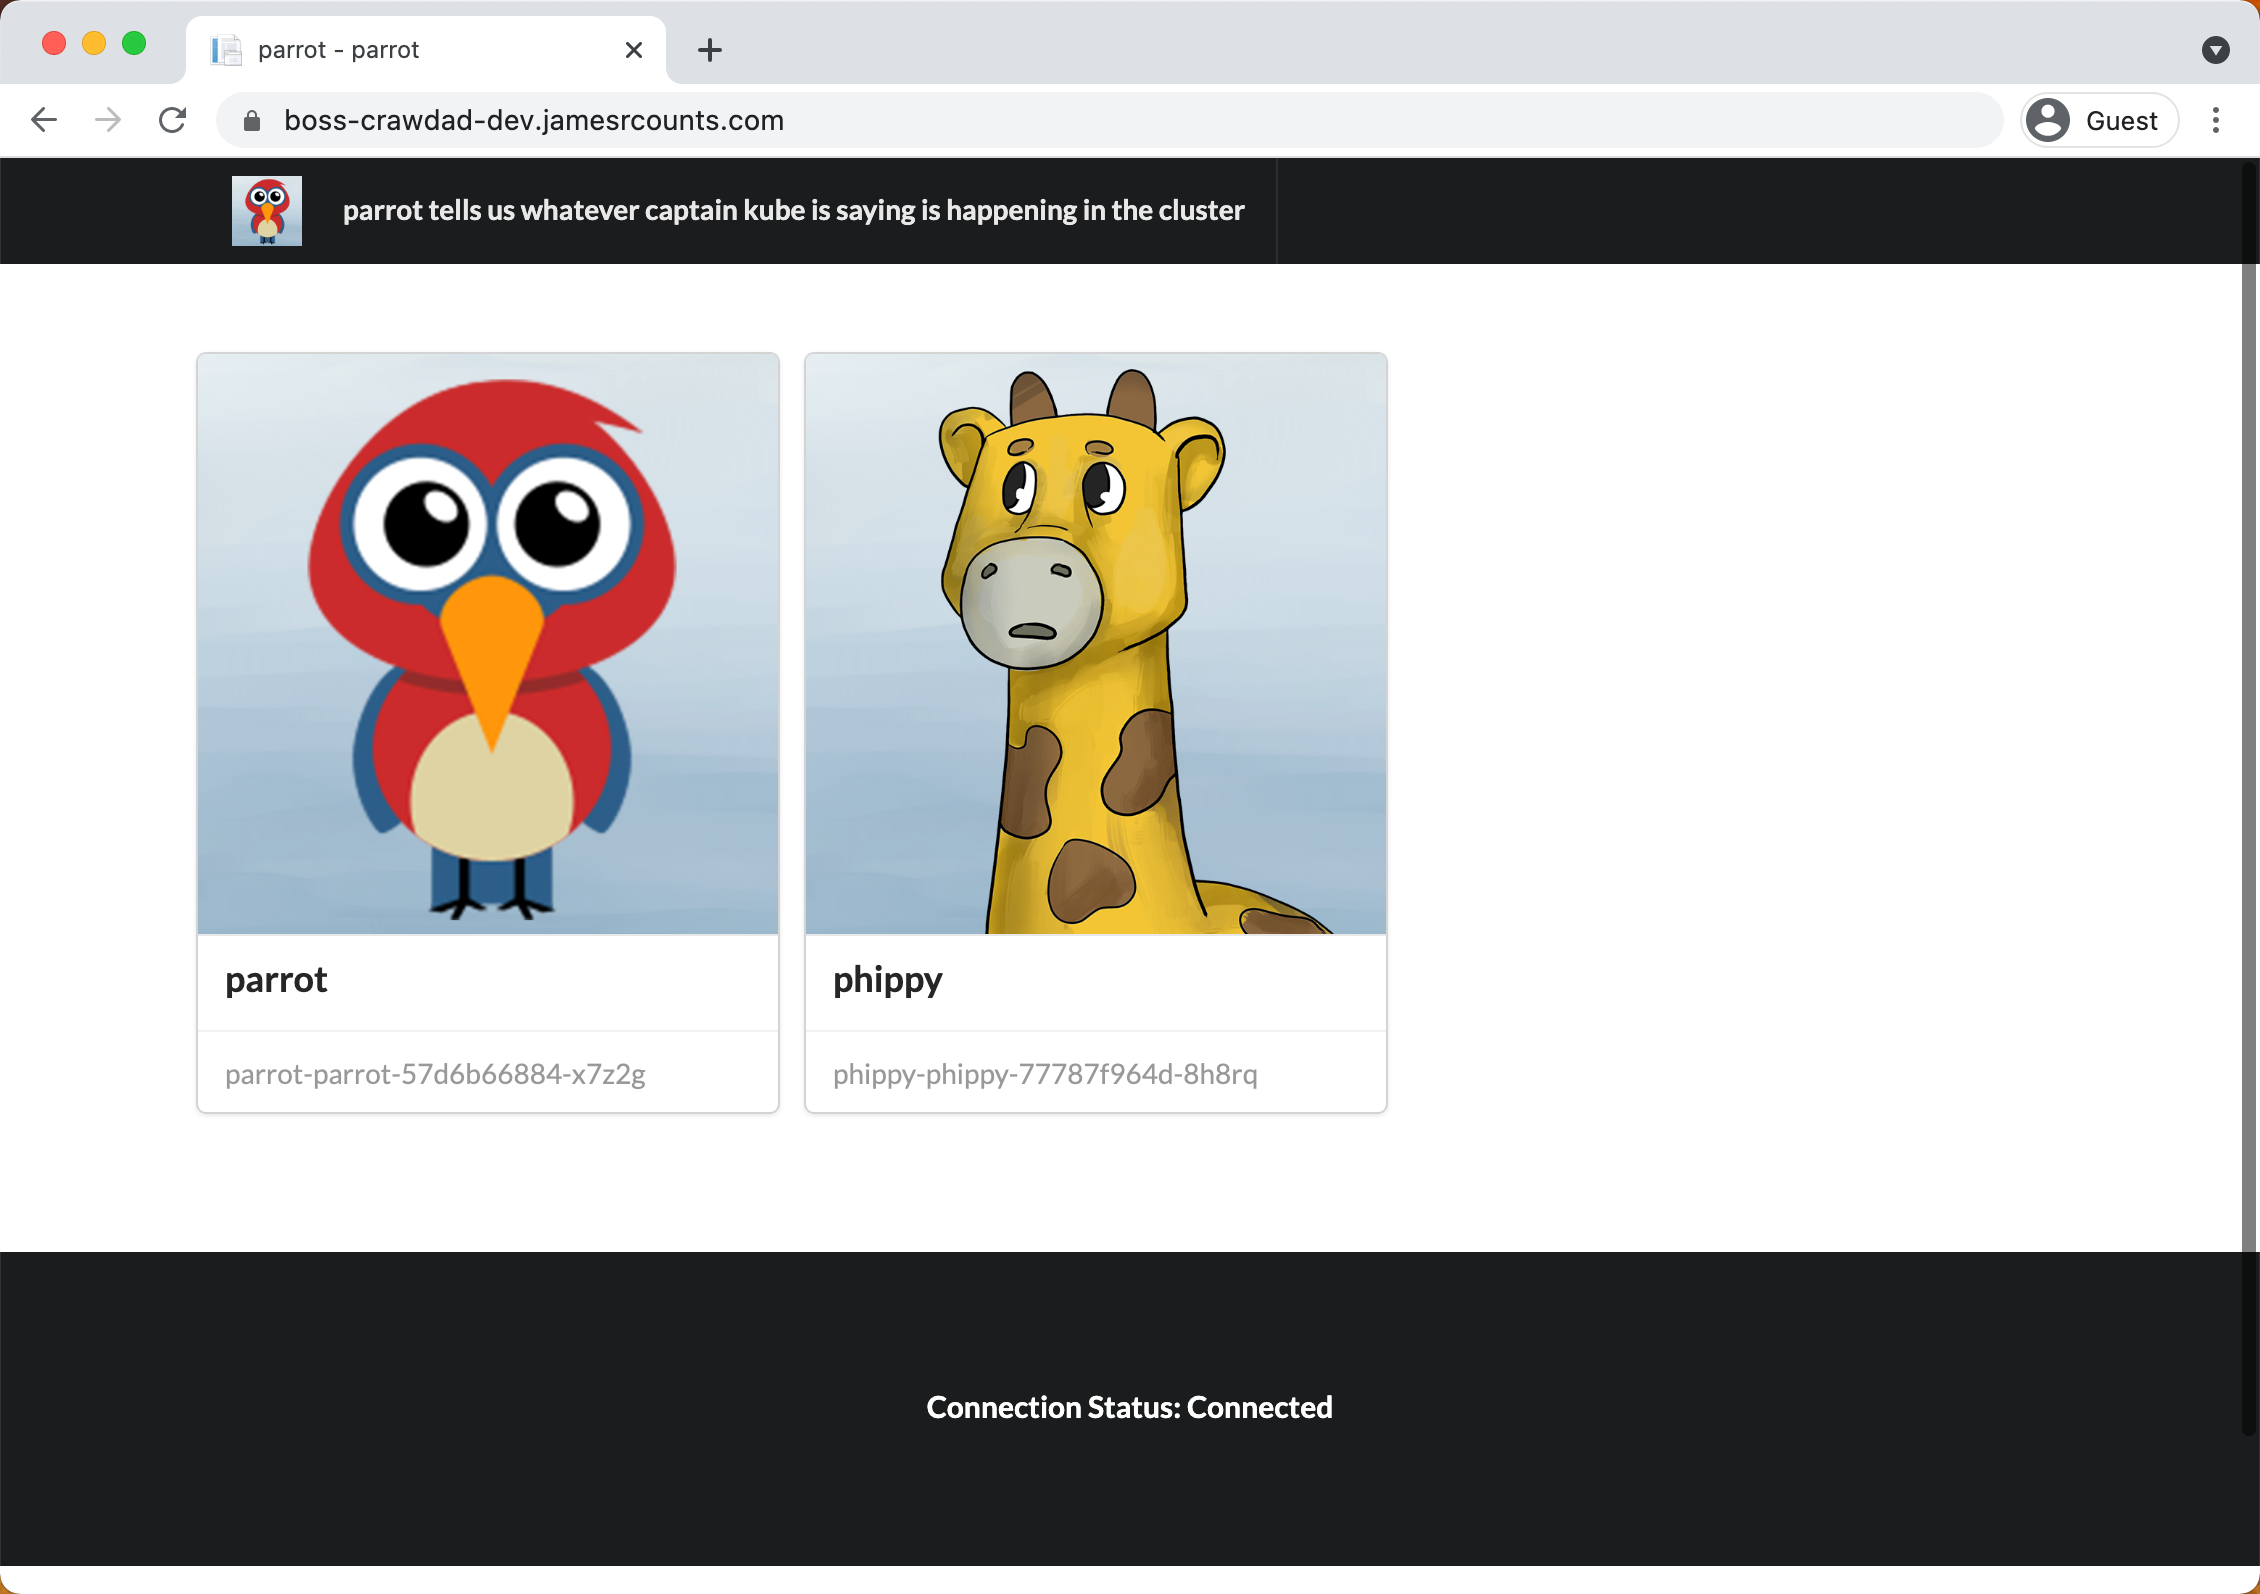 parrot - parrot
boss-crawdad-dev.jamesrcounts.com
Guest
parrot tells us whatever captain kube is saying is happening in the cluster
parrot
phippy
parrot-parrot-57d6b66884-x7z2g
phippy-phippy-77787f964d-8h8rq
Connection Status: Connected